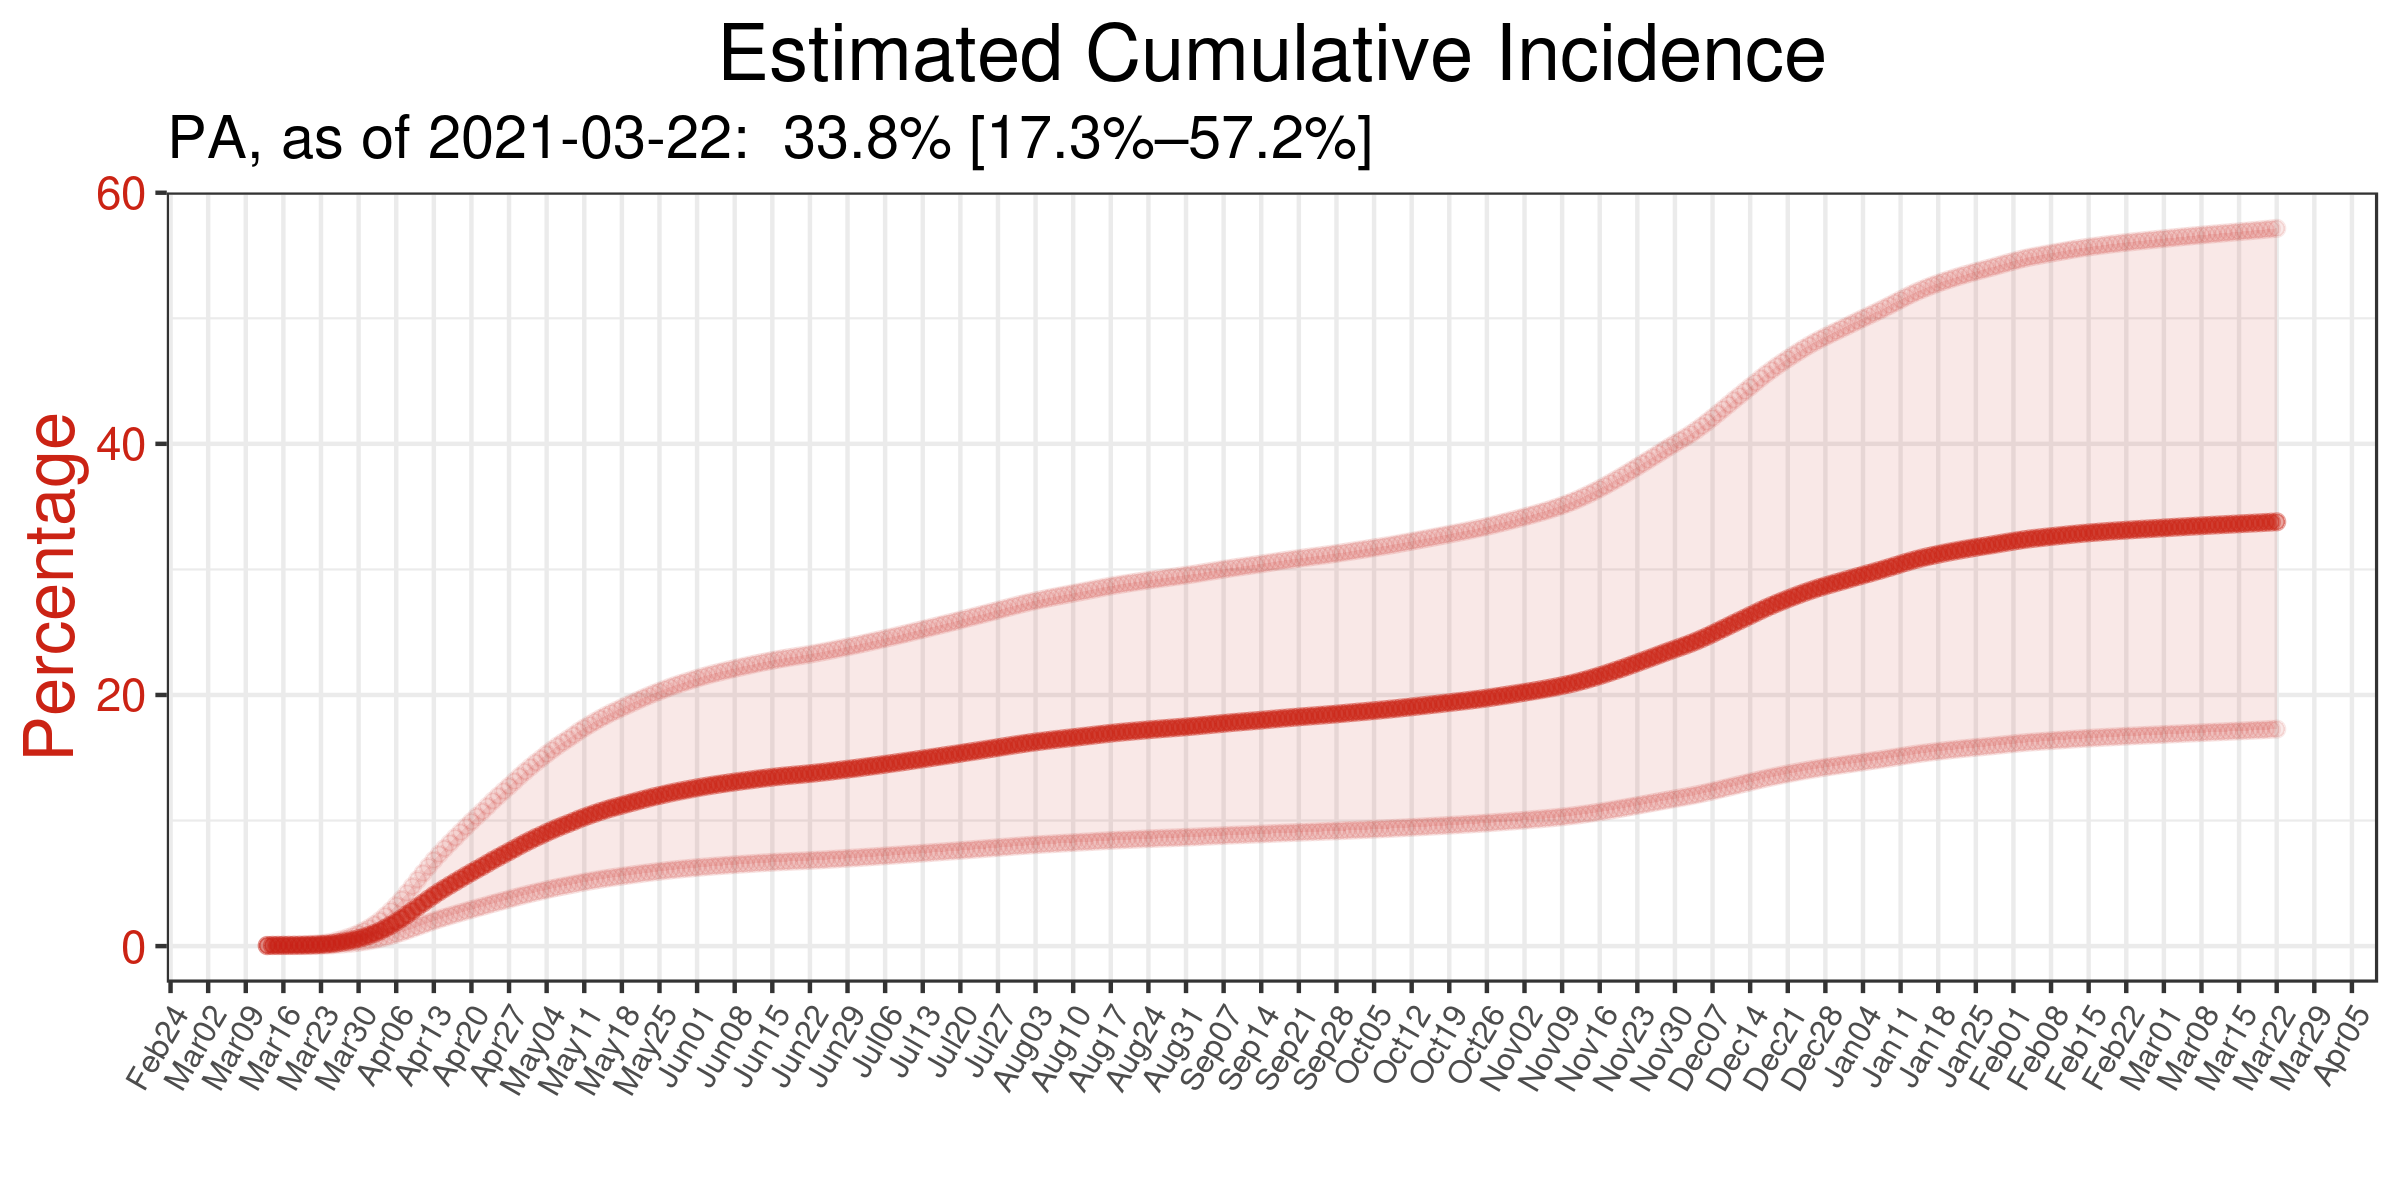 Estimated Cumulative Incidence
PA, as of 2021-03-22:  33.8% [17.3%–57.2%]
Percentage
60
40
20
0
Feb24
Mar02
Mar09
Mar16
Mar23
Mar30
Apr06
Apr13
Apr20
Apr27
May04
May11
May18
May25
Jun01
Jun08
Jun15
Jun22
Jun29
Jul06
Jul13
Jul20
Jul27
Aug03
Aug10
Aug17
Aug24
Aug31
Sep07
Sep14
Sep21
Sep28
Oct05
Oct12
Oct19
Oct26
Nov02
Nov09
Nov16
Nov23
Nov30
Dec07
Dec14
Dec21
Dec28
Jan04
Jan11
Jan18
Jan25
Feb01
Feb08
Feb15
Feb22
Mar01
Mar08
Mar15
Mar22
Mar29
Apr05